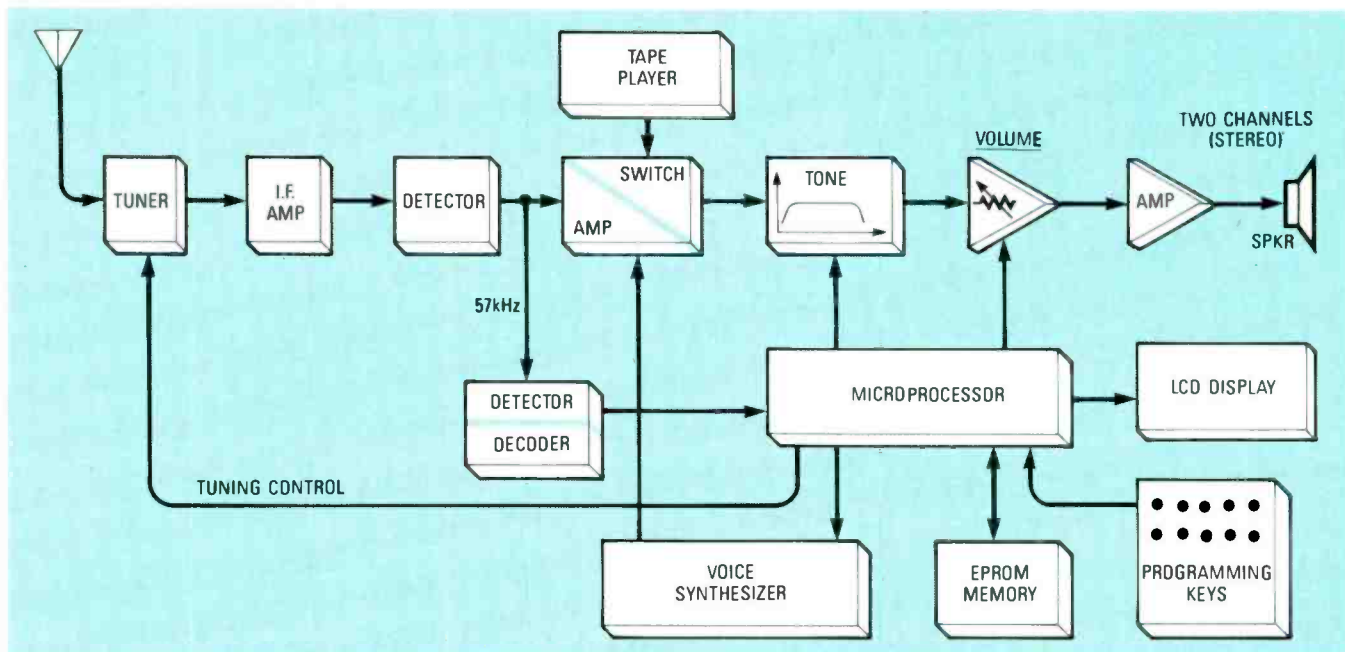 TAPE
PLAYER
TWO CHANNELS
(STEREO)
VOLUME
TUNER
I.F.
AMP
DETECTOR
SWITCH
AMP
TONE
AMP
SPKR
57kHz
DETECTOR
DECODER
MICROPROCESSOR
LCD DISPLAY
TUNING CONTROL
VOICE
SYNTHESIZER
EPROM
MEMORY
PROGRAMMING
KEYS